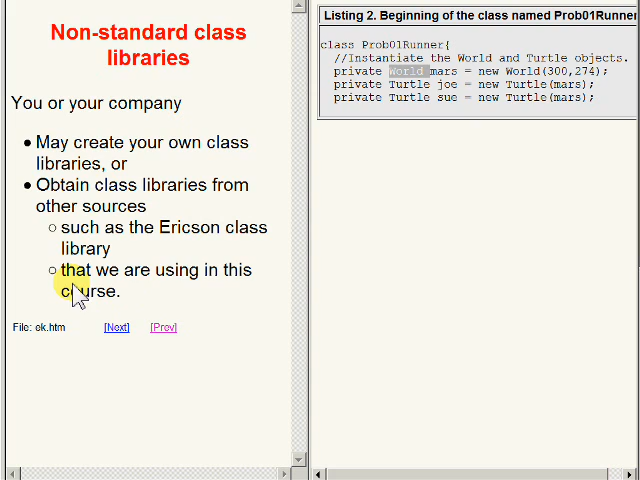 Non-standard class
libraries
You or your company
May create your own class
libraries, or
Obtain class libraries from
other sources
such as the Ericson class
library
that we are using in this
course.
File: ek.htm [Next] [Prev]
Listing 2. Beginning of the class named Prob01Runner
class Prob01Runner{
//Instantiate the World and Turtle objects.
private World mars = new World(300,274);
private Turtle joe = new Turtle(mars);
private Turtle sue = new Turtle(mars);